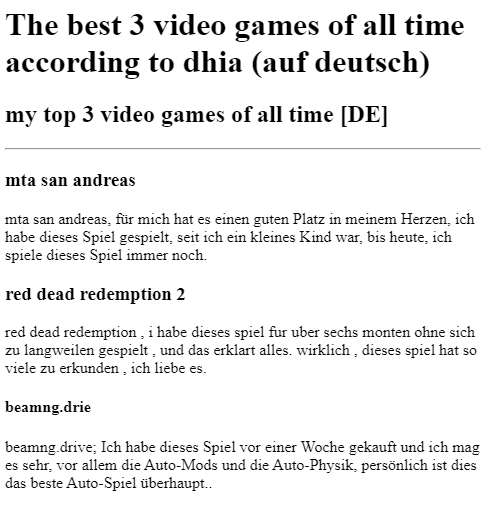 The best 3 video games of all time
according to dhia (auf deutsch)
my top 3 video games of all time [DE]
mta san andreas
mta san andreas, für mich hat es einen guten Platz in meinem Herzen, ich
habe dieses Spiel gespielt, seit ich ein kleines Kind war, bis heute, ich
spiele dieses Spiel immer noch.
red dead redemption 2
red dead redemption , i habe dieses spiel fur uber sechs monten ohne sich
zu langweilen gespielt , und das erklart alles. wirklich , dieses spiel hat so
viele zu erkunden , ich liebe es.
beamng.drie
beamng.drive; Ich habe dieses Spiel vor einer Woche gekauft und ich mag
es sehr, vor allem die Auto-Mods und die Auto-Physik, persönlich ist dies
das beste Auto-Spiel überhaupt..